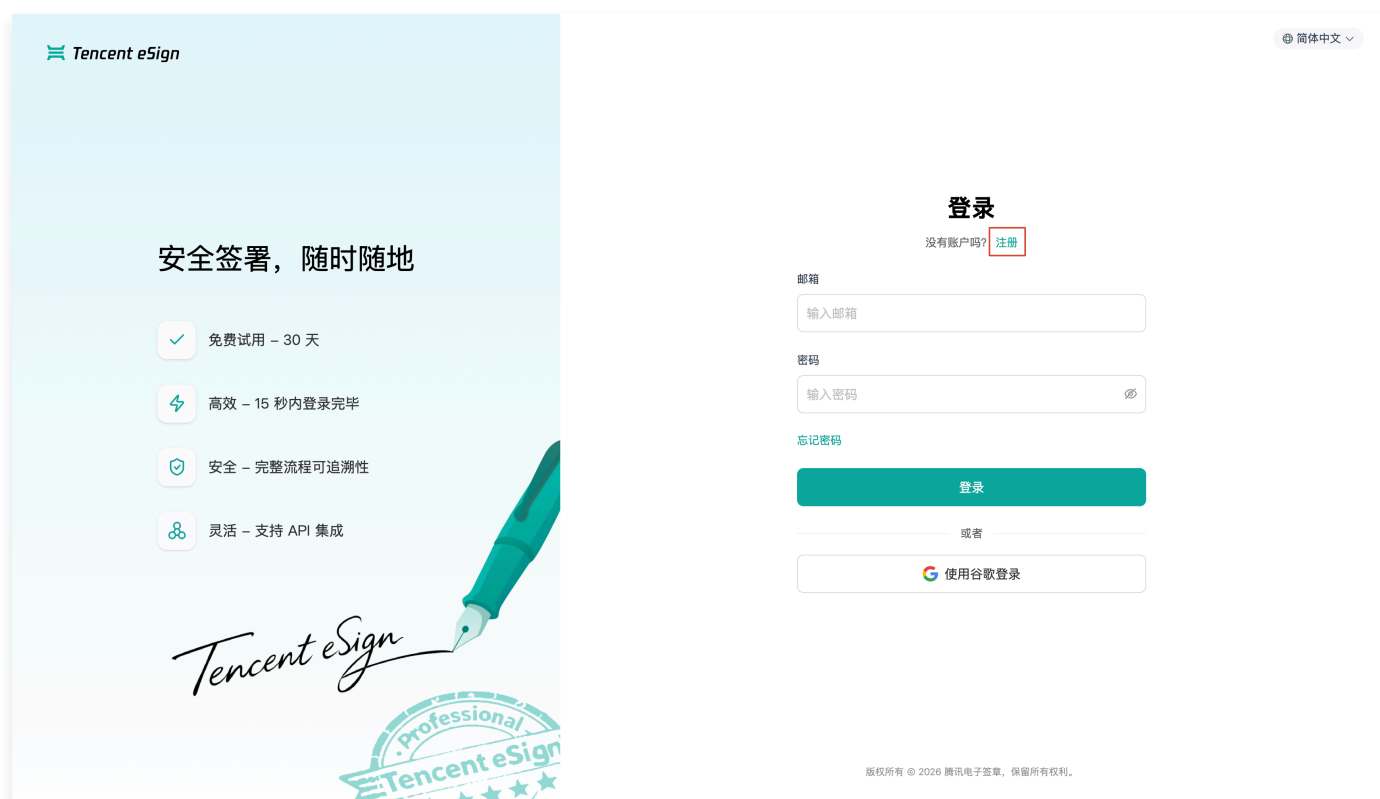 Tencent eSign
简体中文
安全签署，随时随地
免费试用 – 30 天
高效 – 15 秒内登录完毕
安全 – 完整流程可追溯性
灵活 – 支持 API 集成
Tencent eSign
Professional
Tencent eSign
登录
没有账户吗? 注册
邮箱
输入邮箱
密码
输入密码
忘记密码
登录
或者
使用谷歌登录
版权所有 © 2026 腾讯电子签章，保留所有权利。